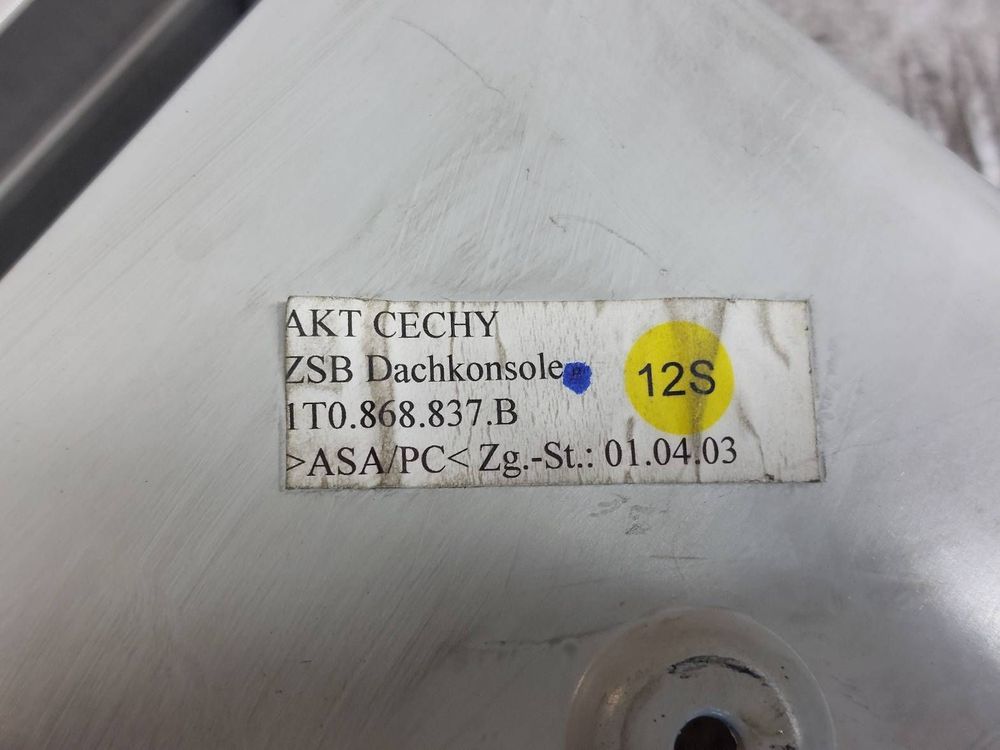 AKT CECHY
ZSB Dachkonsole
12S
1T0.868.837.B
>ASA/PC< Zg.-St.: 01.04.03